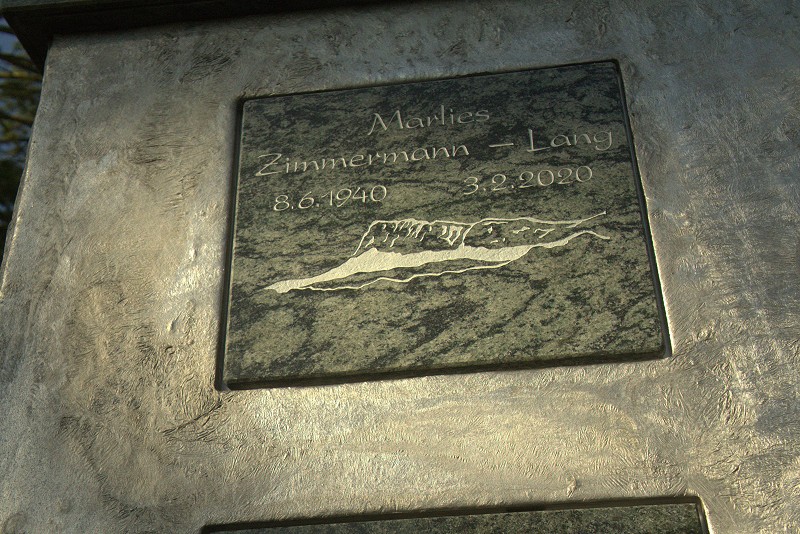 Marlies
Zimmermann – Lang
8.6.1940 3.2.2020